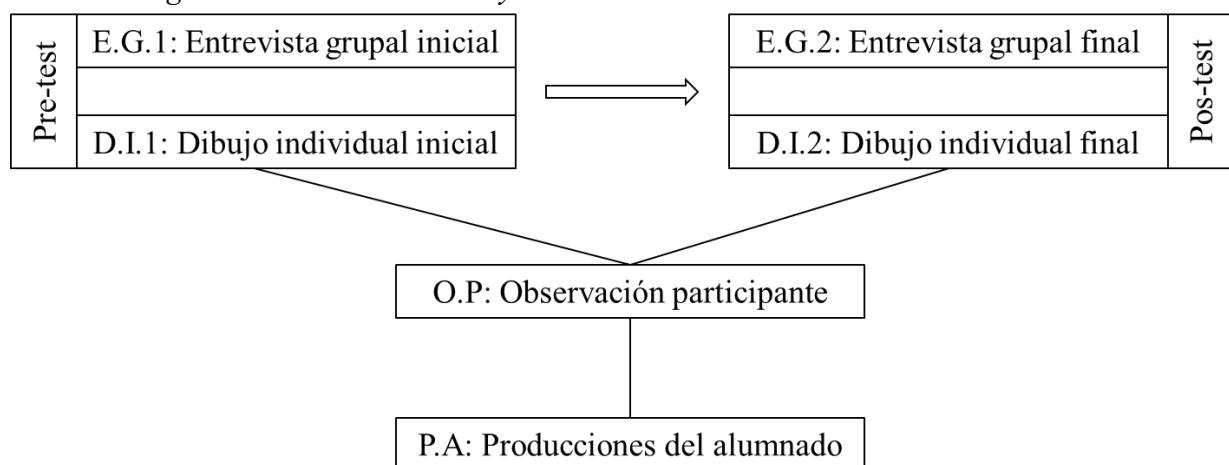 Pre-test
E.G.1: Entrevista grupal inicial
D.I.1: Dibujo individual inicial
E.G.2: Entrevista grupal final
D.I.2: Dibujo individual final
Pos-test
O.P: Observación participante
P.A: Producciones del alumnado